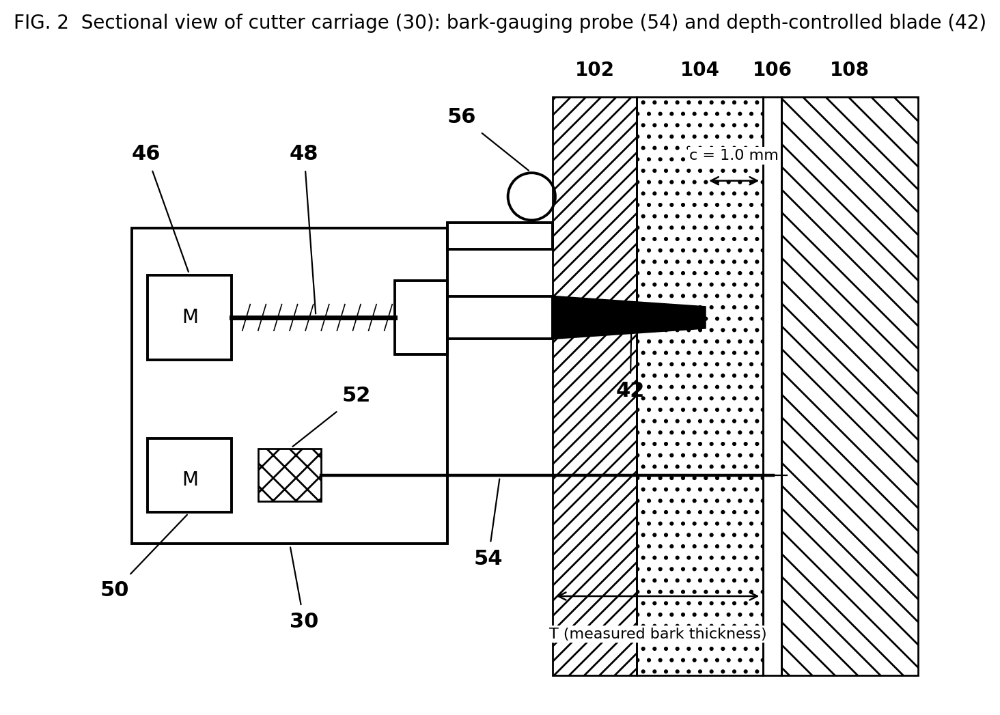 FIG. 2  Sectional view of cutter carriage (30): bark-gauging probe (54) and depth-controlled blade (42)
102 104 106 108
56
46 48
c = 1.0 mm
M
42
52
M
54
50
30
T (measured bark thickness)